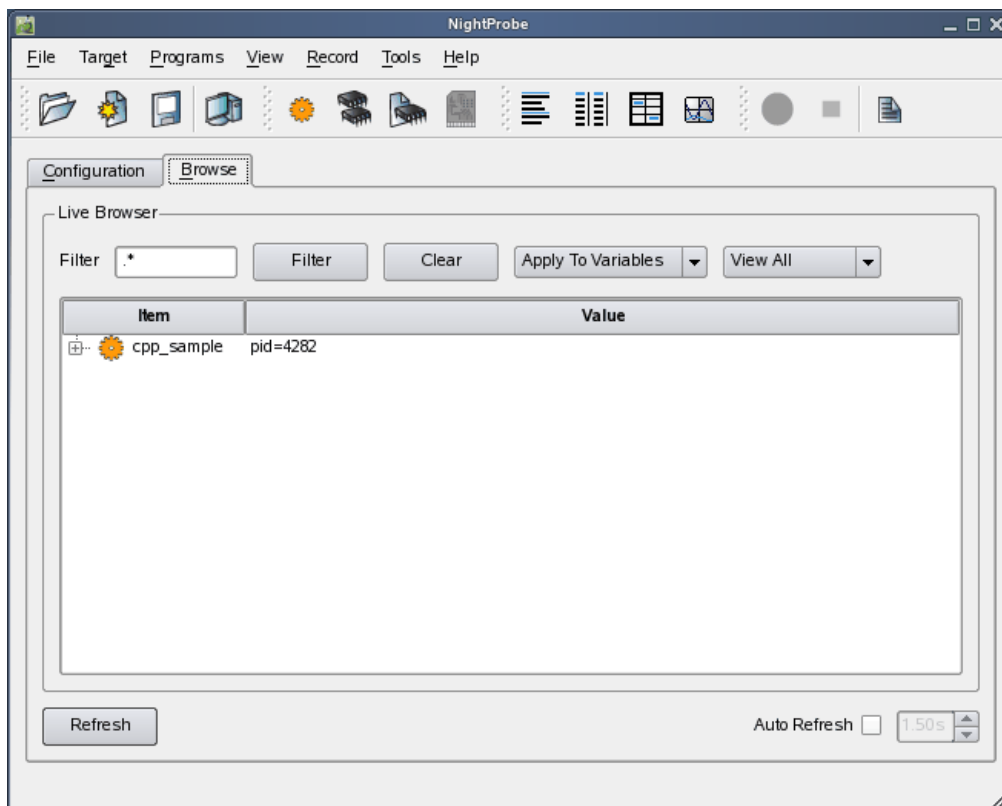 NightProbe
File Target Programs View Record Tools Help
Configuration Browse
Live Browser
Filter .* Filter Clear Apply To Variables View All
Item Value
cpp_sample pid=4282
Refresh Auto Refresh 1.50s